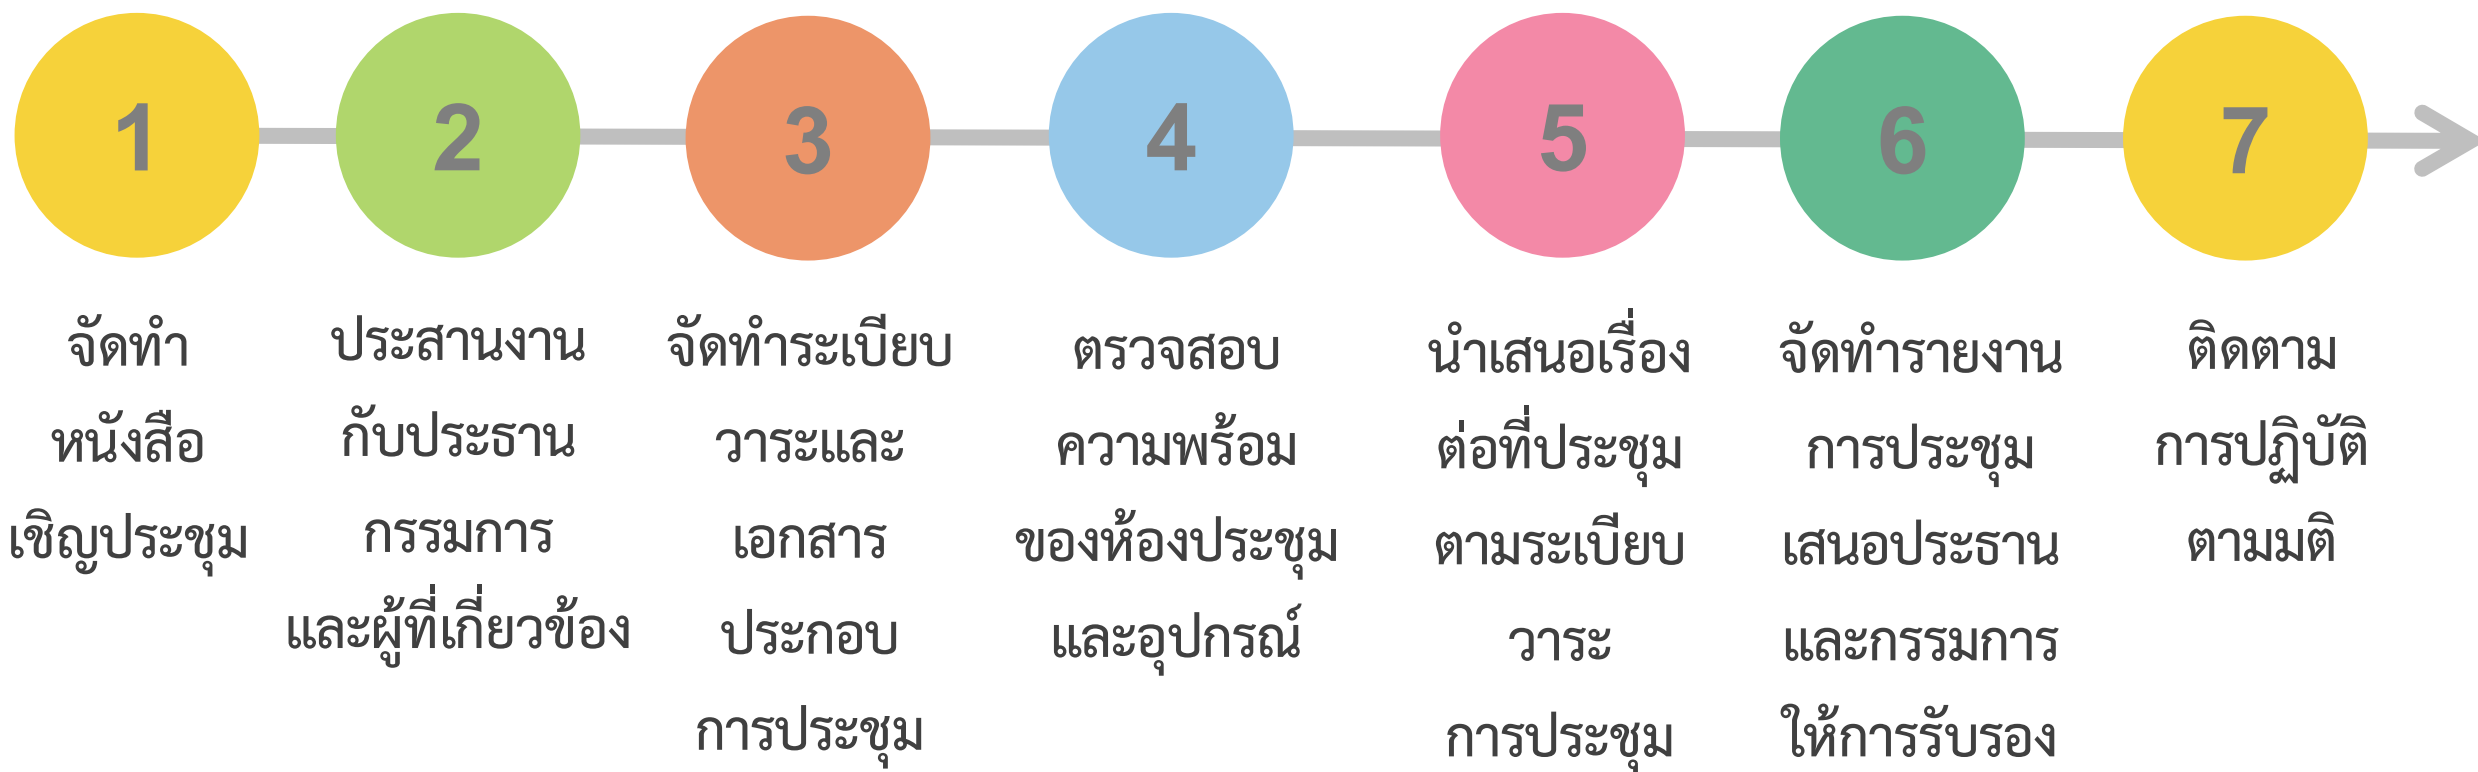 1
จัดทำ
หนังสือ
เชิญประชุม
2
ประสานงาน
กับประธาน
กรรมการ
และผู้ที่เกี่ยวข้อง
3
จัดทำระเบียบ
วาระและ
เอกสาร
ประกอบ
การประชุม
4
ตรวจสอบ
ความพร้อม
ของห้องประชุม
และอุปกรณ์
5
นำเสนอเรื่อง
ต่อที่ประชุม
ตามระเบียบ
วาระ
การประชุม
6
จัดทำรายงาน
การประชุม
เสนอประธาน
และกรรมการ
ให้การรับรอง
7
ติดตาม
การปฏิบัติ
ตามมติ